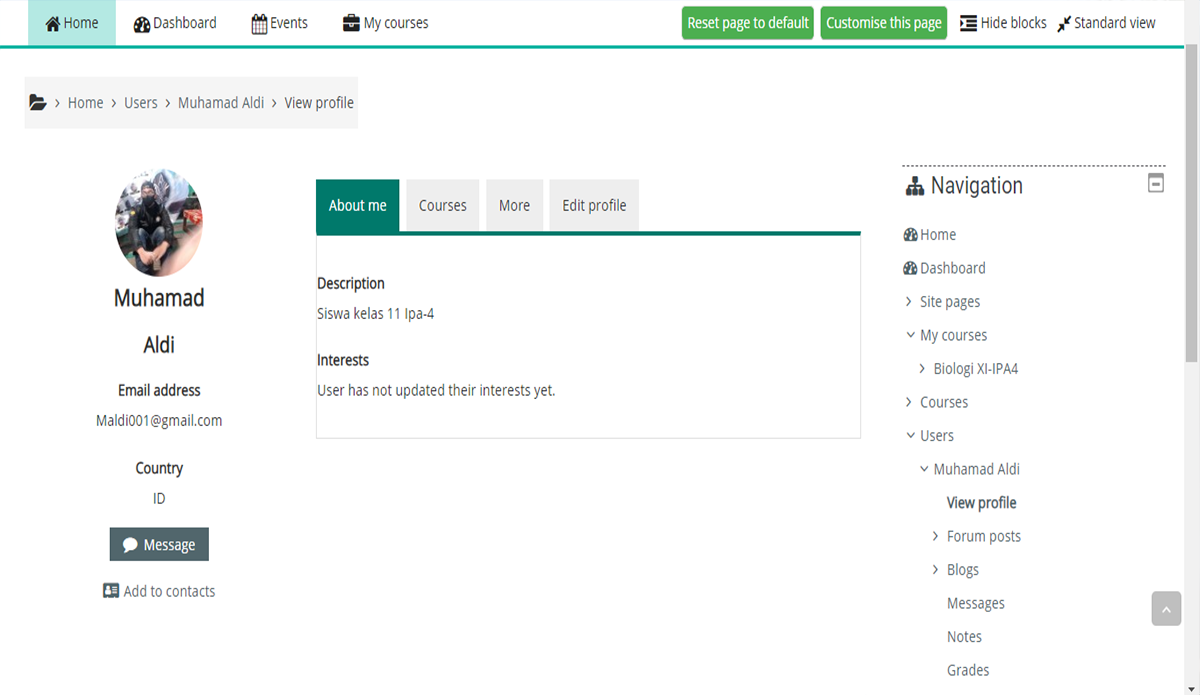 Home Dashboard Events My courses Reset page to default Customise this page Hide blocks Standard view
Home › Users › Muhamad Aldi › View profile
Muhamad
Aldi
Email address
Maldi001@gmail.com
Country
ID
Message
Add to contacts
About me Courses More Edit profile
Description
Siswa kelas 11 Ipa-4
Interests
User has not updated their interests yet.
Navigation
Home
Dashboard
Site pages
My courses
Biologi XI-IPA4
Courses
Users
Muhamad Aldi
View profile
Forum posts
Blogs
Messages
Notes
Grades